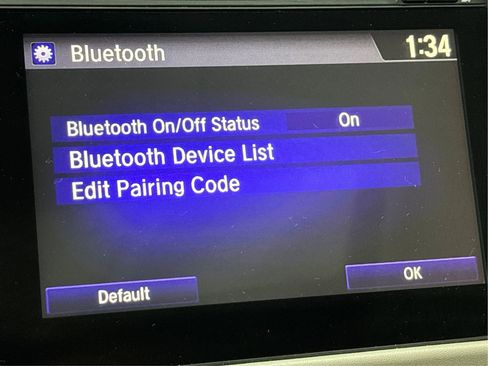 Bluetooth
1:34
Bluetooth On/Off Status On
Bluetooth Device List
Edit Pairing Code
Default
OK